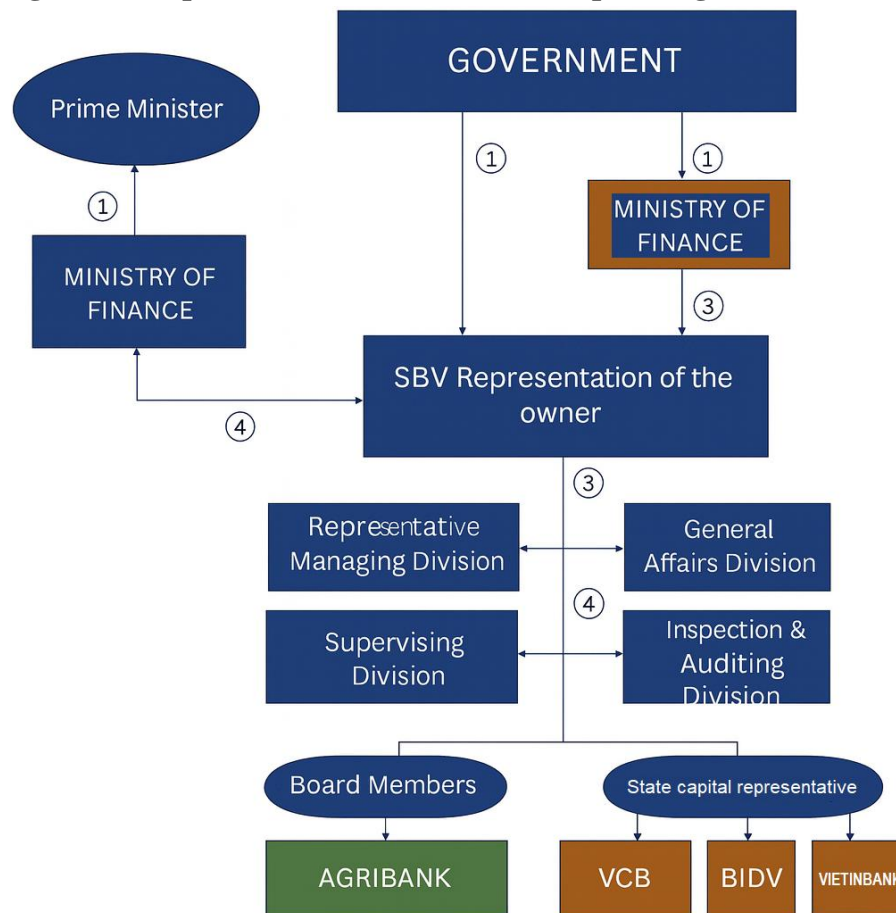 GOVERNMENT
Prime Minister
①
①
①
MINISTRY OF
FINANCE
MINISTRY OF
FINANCE
③
SBV Representation of the
owner
④
③
Representative
Managing Division
General
Affairs Division
④
Supervising
Division
Inspection &
Auditing
Division
Board Members
State capital representative
AGRIBANK
VCB
BIDV
VIETINBANK